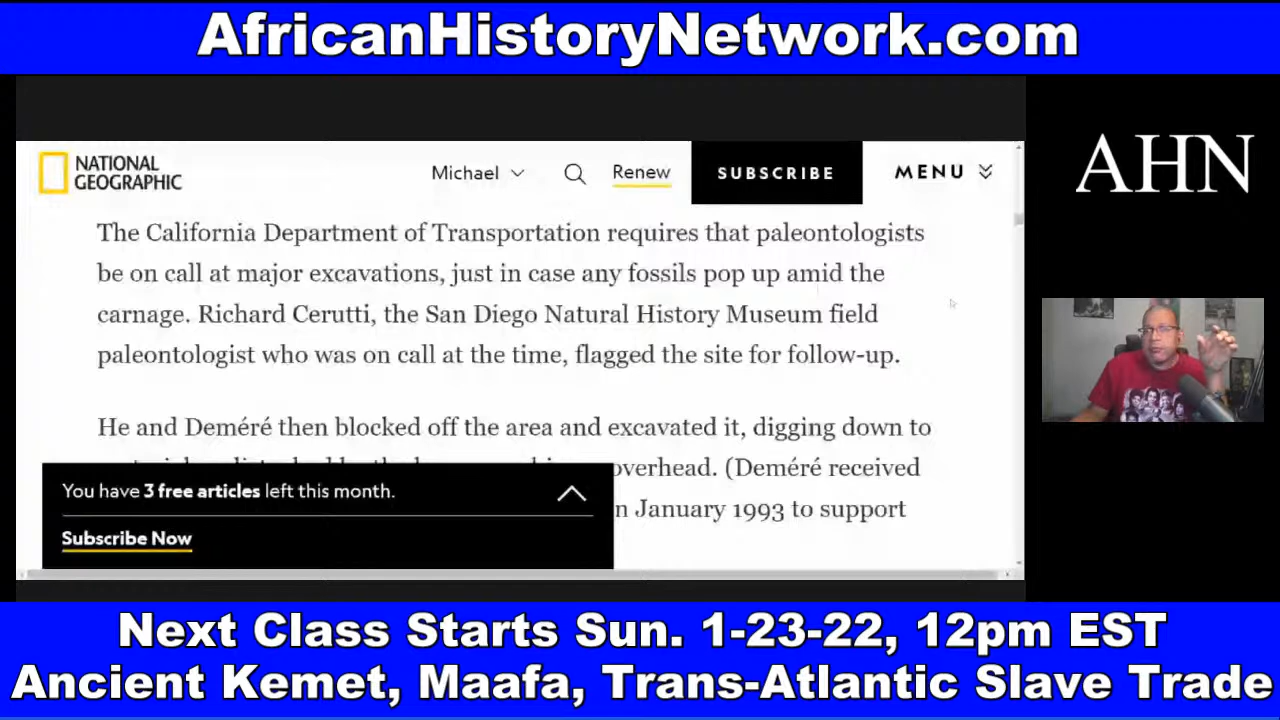 AfricanHistoryNetwork.com
NATIONAL
GEOGRAPHIC
Michael
Renew
SUBSCRIBE
MENU
AHN
The California Department of Transportation requires that paleontologists
be on call at major excavations, just in case any fossils pop up amid the
carnage. Richard Cerutti, the San Diego Natural History Museum field
paleontologist who was on call at the time, flagged the site for follow-up.
He and Deméré then blocked off the area and excavated it, digging down to
overhead. (Deméré received
n January 1993 to support
You have 3 free articles left this month.
Subscribe Now
Next Class Starts Sun. 1-23-22, 12pm EST
Ancient Kemet, Maafa, Trans-Atlantic Slave Trade